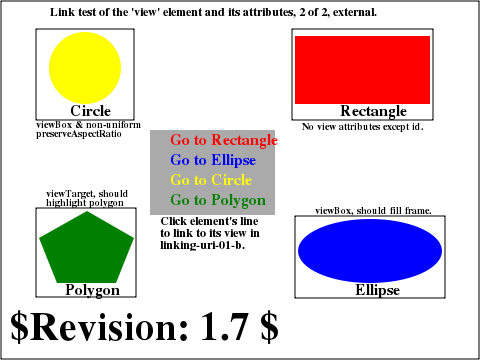 Link test of the 'view' element and its attributes, 2 of 2, external.
Circle
viewBox & non-uniform
preserveAspectRatio
Rectangle
No view attributes except id.
Go to Rectangle
Go to Ellipse
Go to Circle
Go to Polygon
Click element's line
to link to its view in
linking-uri-01-b.
viewTarget, should
highlight polygon
Polygon
viewBox, should fill frame.
Ellipse
$Revision: 1.7 $